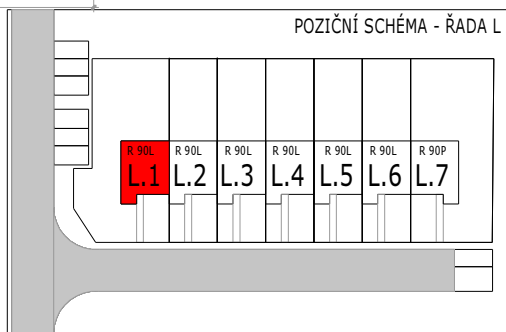 POZIČNÍ SCHÉMA - ŘADA L
R 90L R 90L R 90L R 90L R 90L R 90L R 90P
L.1 L.2 L.3 L.4 L.5 L.6 L.7